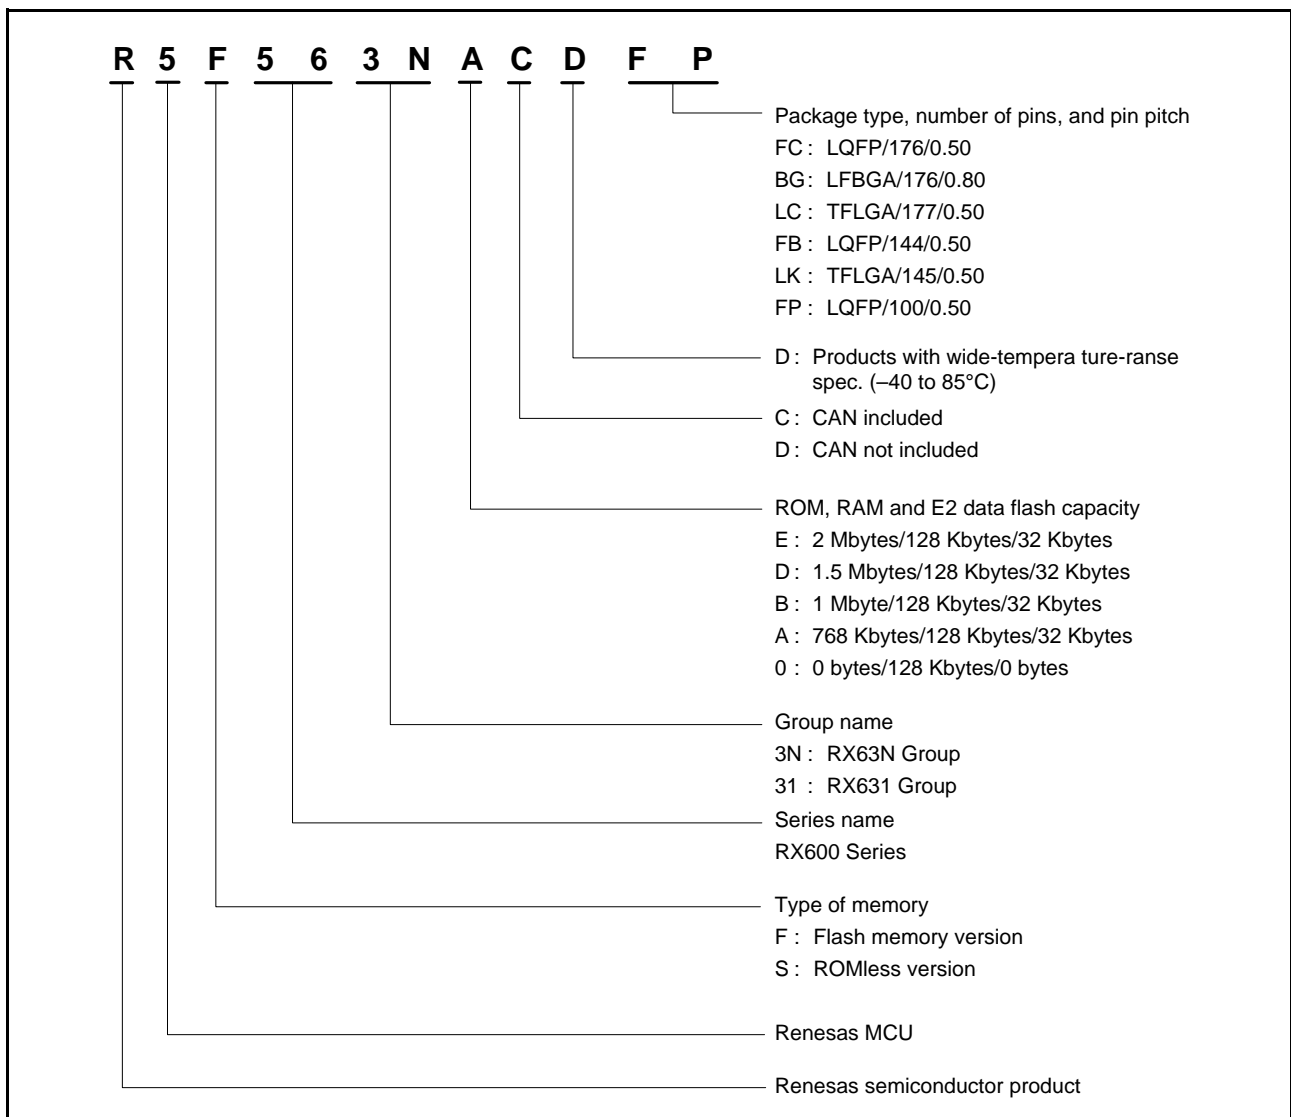 R 5 F 5 6 3 N A C D F P
Package type, number of pins, and pin pitch
FC : LQFP/176/0.50
BG : LFBGA/176/0.80
LC : TFLGA/177/0.50
FB : LQFP/144/0.50
LK : TFLGA/145/0.50
FP : LQFP/100/0.50
D : Products with wide-tempera ture-ranse
spec. (–40 to 85°C)
C : CAN included
D : CAN not included
ROM, RAM and E2 data flash capacity
E : 2 Mbytes/128 Kbytes/32 Kbytes
D : 1.5 Mbytes/128 Kbytes/32 Kbytes
B : 1 Mbyte/128 Kbytes/32 Kbytes
A : 768 Kbytes/128 Kbytes/32 Kbytes
0 : 0 bytes/128 Kbytes/0 bytes
Group name
3N : RX63N Group
31 : RX631 Group
Series name
RX600 Series
Type of memory
F : Flash memory version
S : ROMless version
Renesas MCU
Renesas semiconductor product